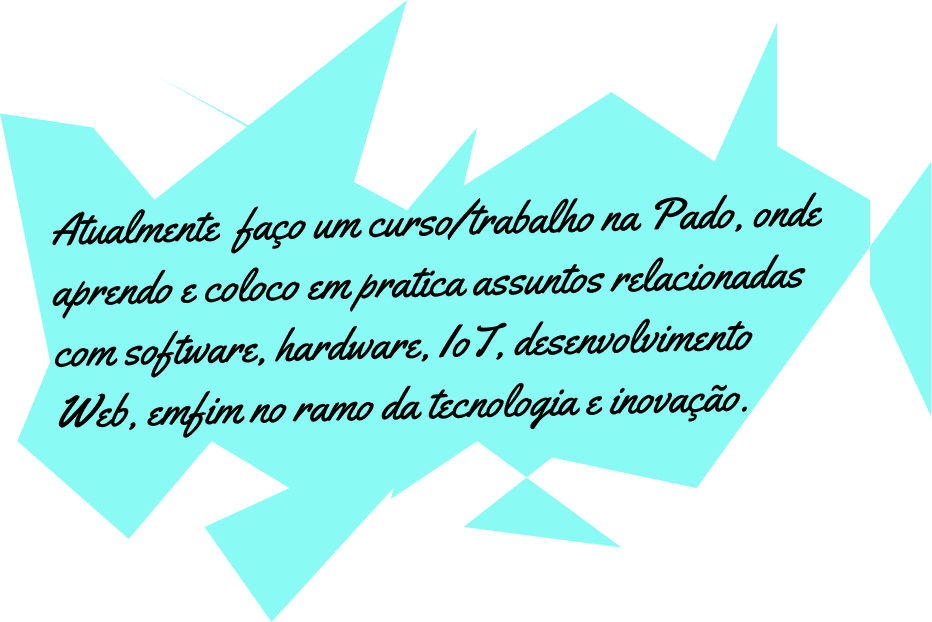 Atualmente faço um curso/trabalho na Pado, onde
aprendo e coloco em pratica assuntos relacionadas
com software, hardware, IoT, desenvolvimento
Web, emfim no ramo da tecnologia e inovação.